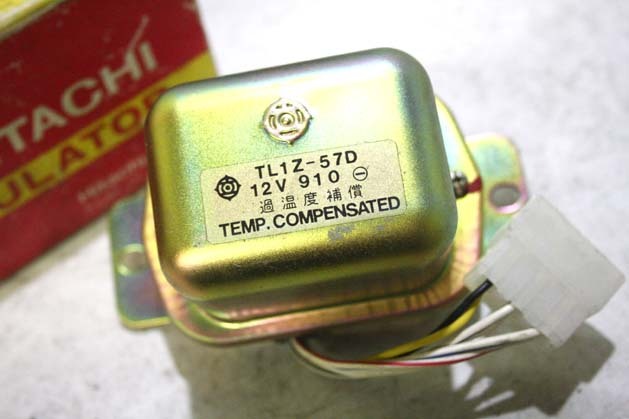 TACHI
ULATOR
TL1Z-57D
12V 910 ⊖
過温度補償
TEMP. COMPENSATED